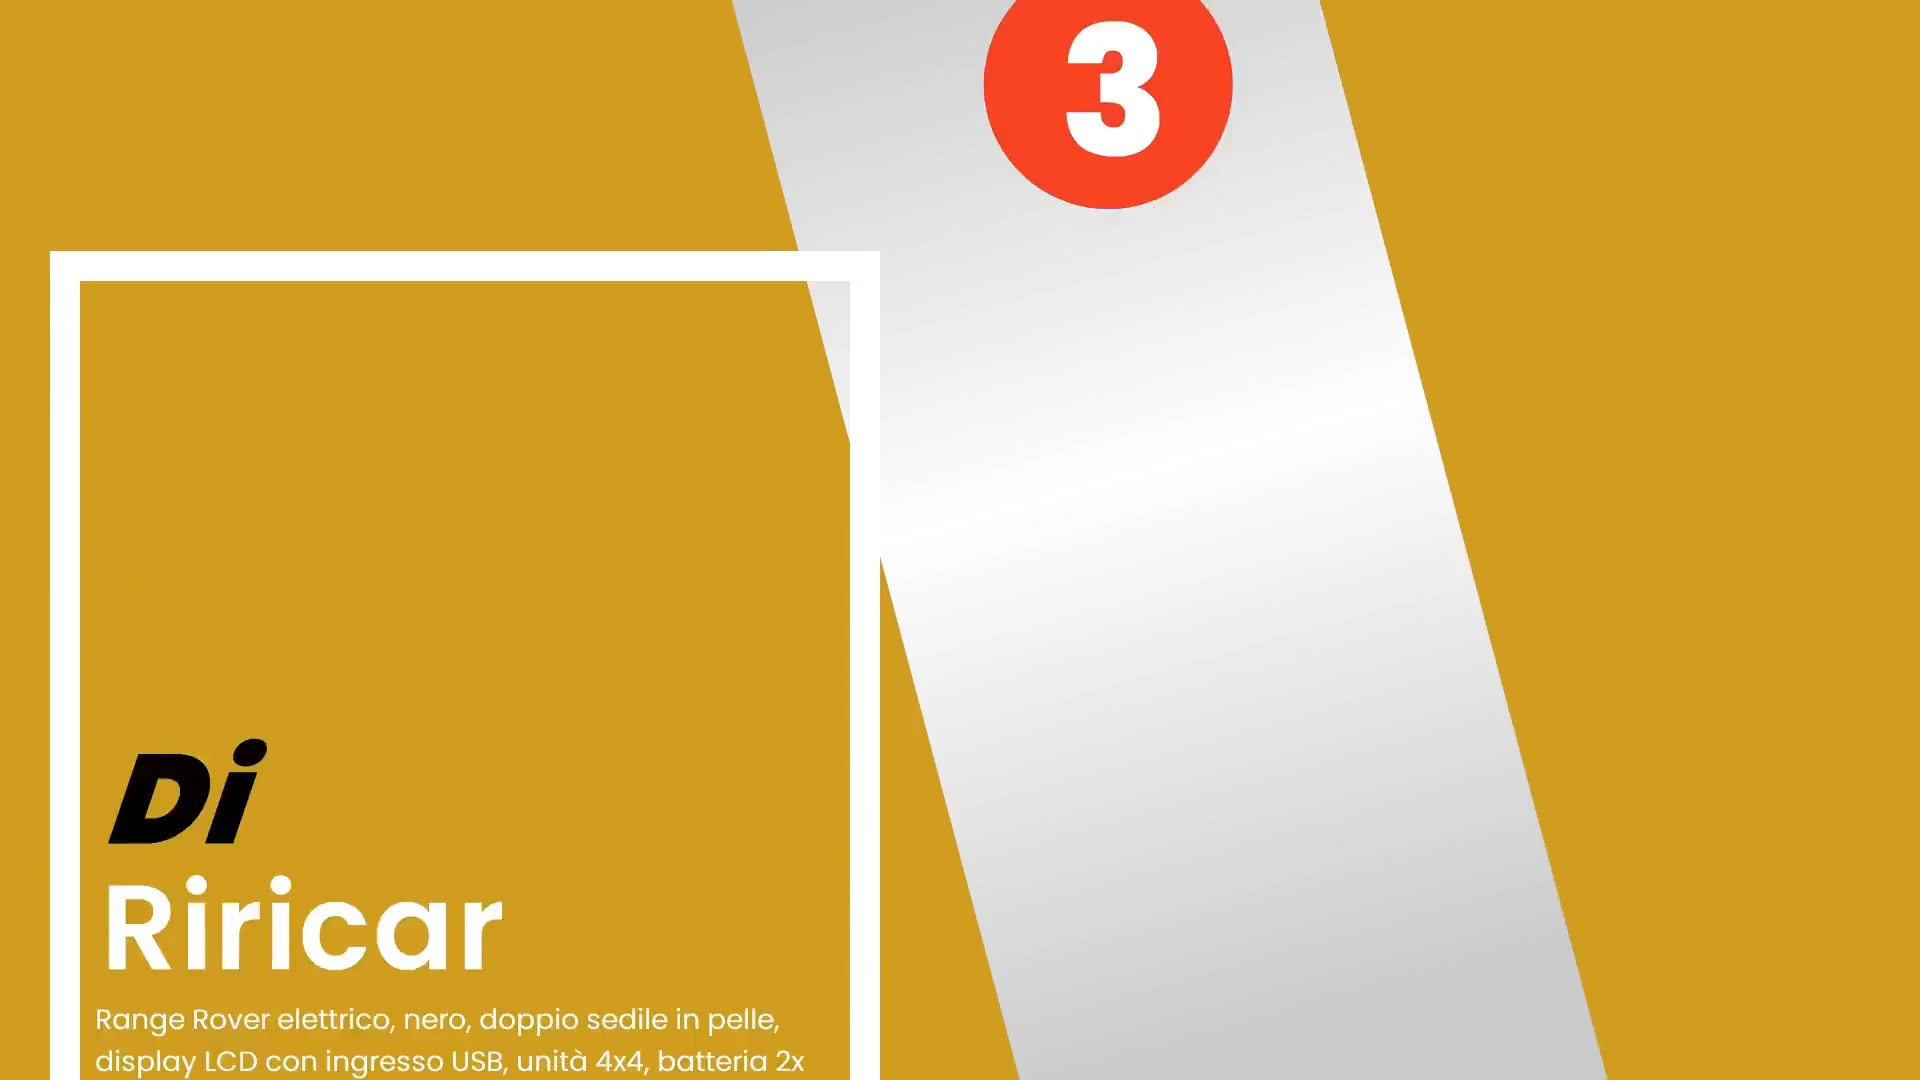 3
Di
Riricar
Range Rover elettrico, nero, doppio sedile in pelle,
display LCD con ingresso USB, unità 4x4, batteria 2x